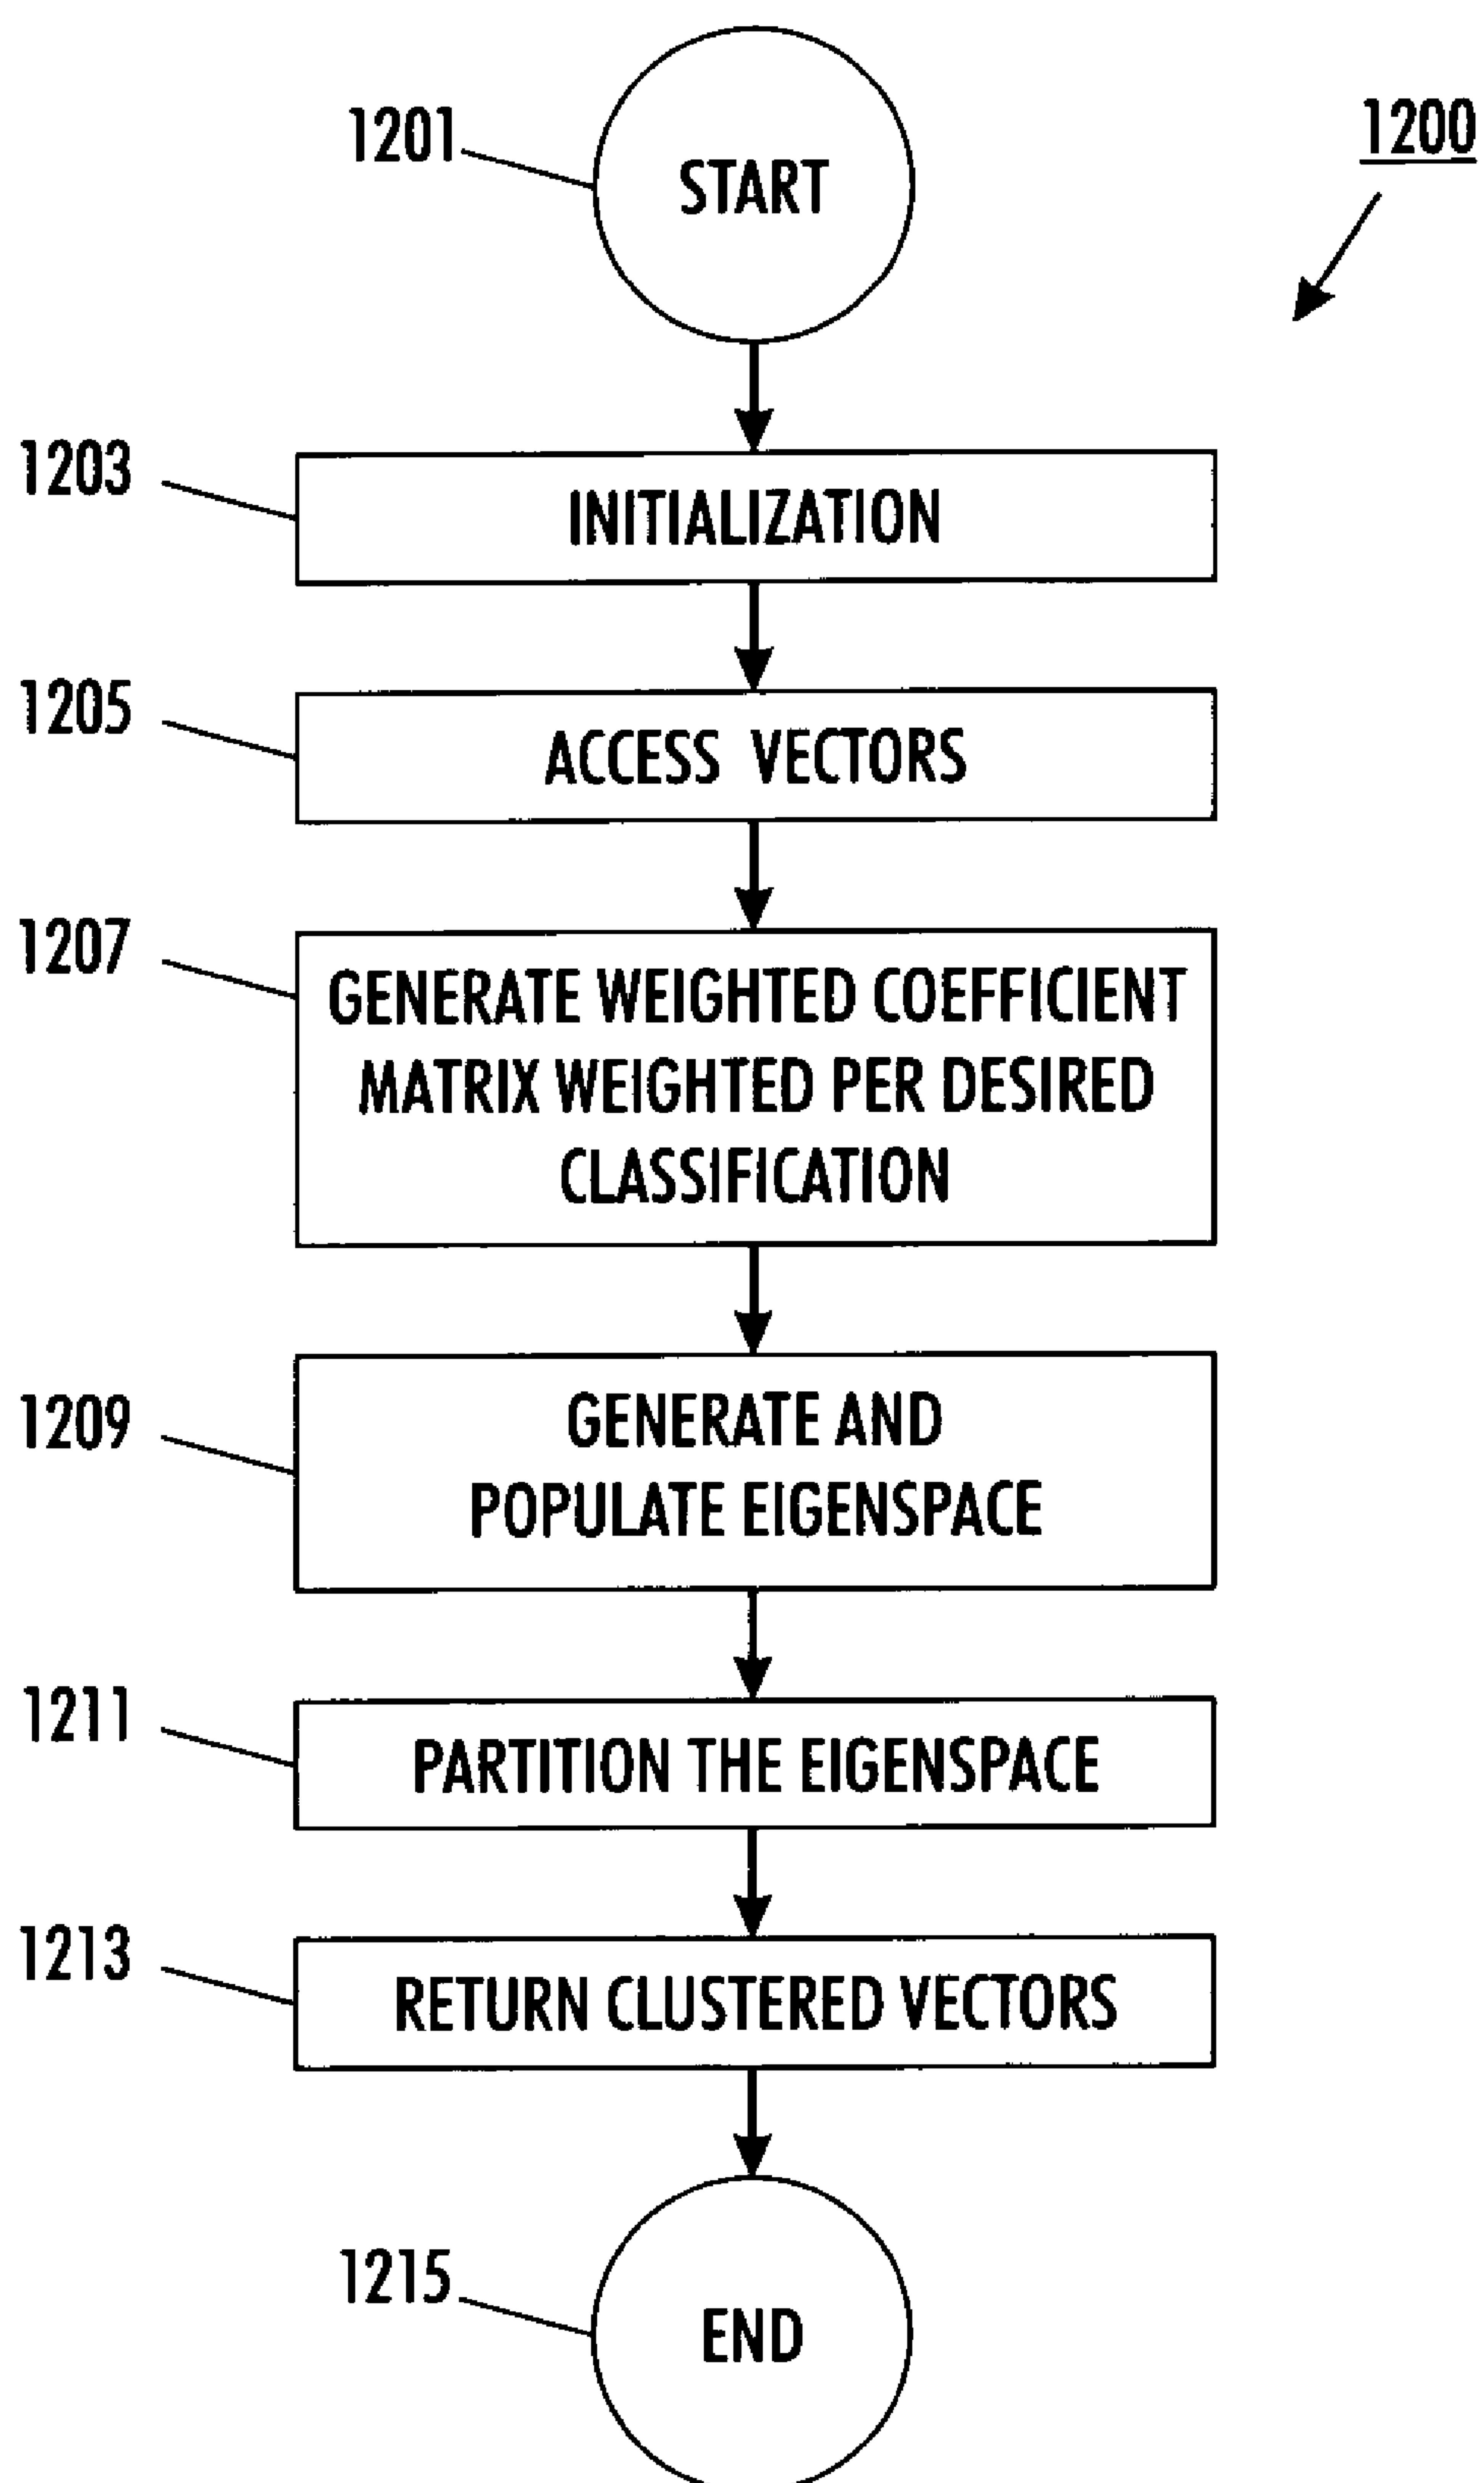 1200
1201
START
1203
INITIALIZATION
1205
ACCESS VECTORS
1207
GENERATE WEIGHTED COEFFICIENT
MATRIX WEIGHTED PER DESIRED
CLASSIFICATION
1209
GENERATE AND
POPULATE EIGENSPACE
1211
PARTITION THE EIGENSPACE
1213
RETURN CLUSTERED VECTORS
1215
END